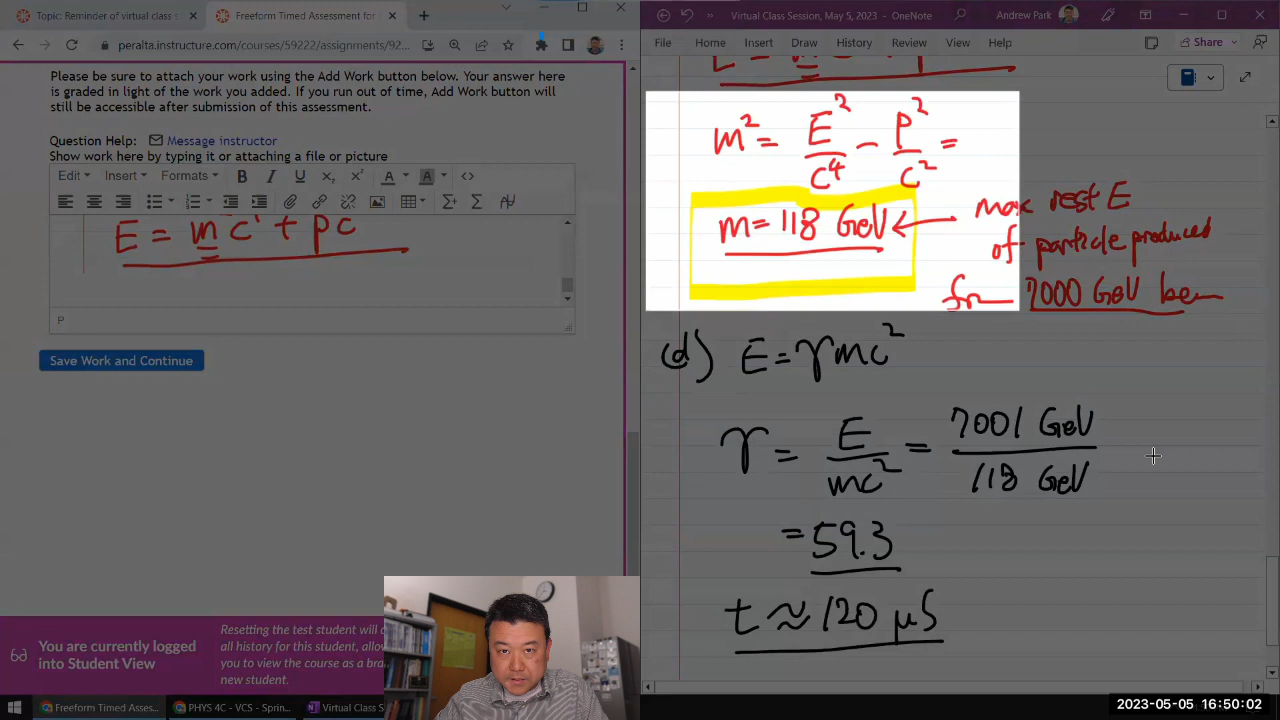 Topic: Reminder of virtual class s
Freeform Timed Assessment for
peralta.instructure.com/courses/59222/assignments/92...
Please be sure to attach your work using the Add Work button below. Your answer here
is graded in light of the work you added. If you run out of time, Add Work button will
still be accessible after submission of this assessment.
Question Help: Message instructor
Show work here by typing it or attaching a file or picture
Edit Inser Formats B I U X₂ X² A A <>
P
Save Work and Continue
You are currently logged
into Student View
Resetting the test student will c
all history for this student, allow
you to view the course as a bra
new student.
Virtual Class Session, May 5, 2023 - OneNote
Andrew Park
File Home Insert Draw History Review View Help Share
m² = E²/c⁴ - P²/c² =
m = 118 GeV ← max rest E
of particle produced
7000 GeV
(d) E = γmc²
γ = E/mc² = 7001 GeV/118 GeV
= 59.3
t ≈ 120 μs
Freeform Timed Asse...
PHYS 4C - VCS - Sprin...
Virtual Class S
2023-05-05 16:50:02